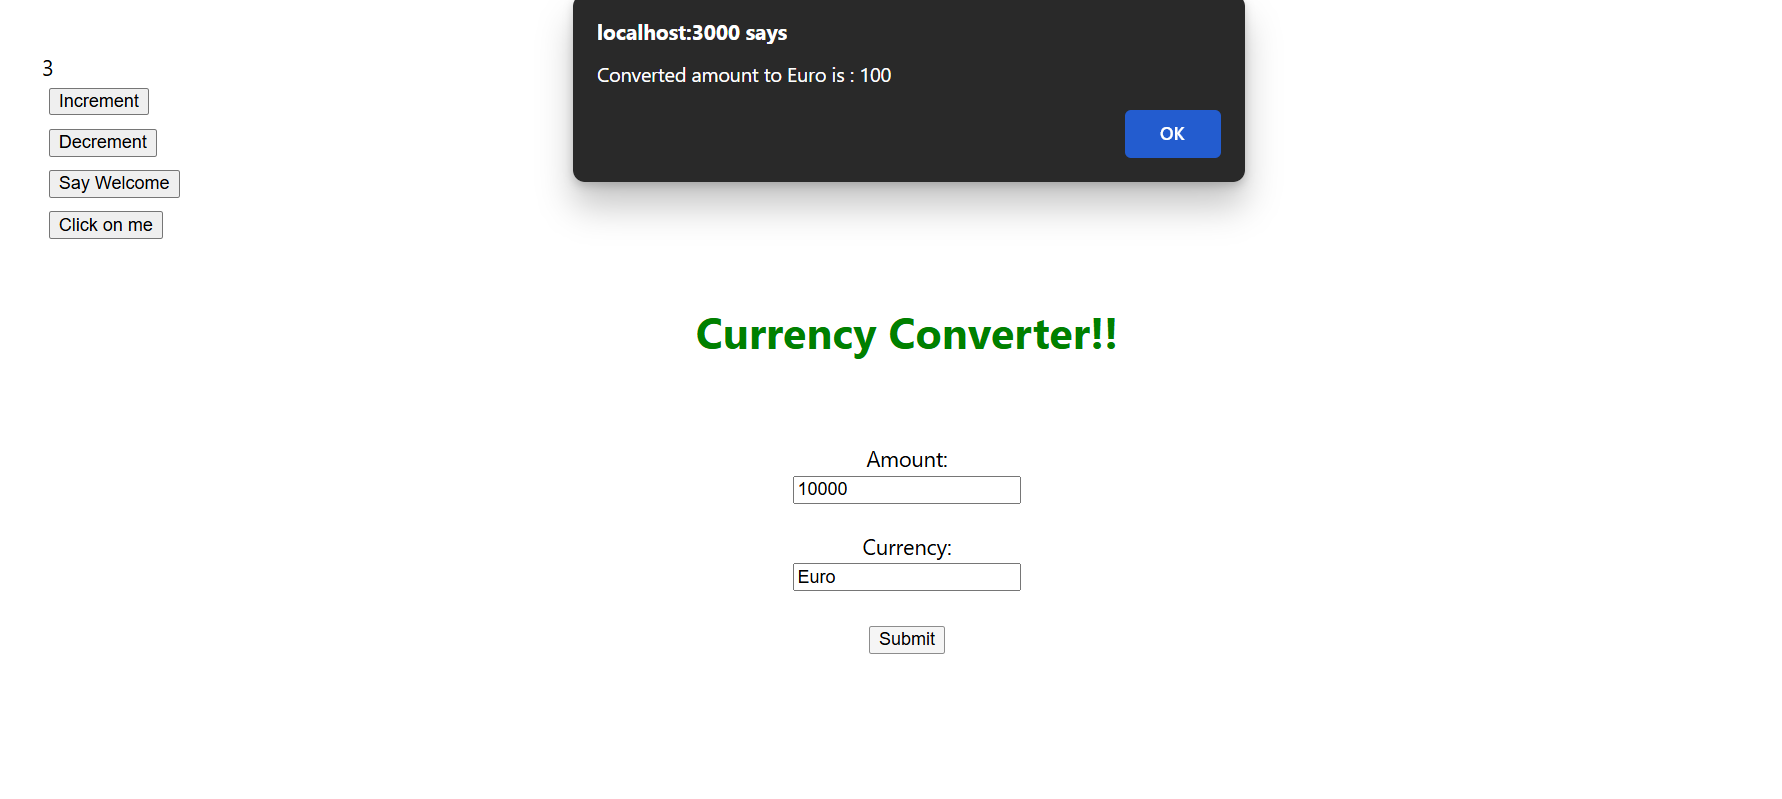 localhost:3000 says
Converted amount to Euro is : 100
OK
3
Increment
Decrement
Say Welcome
Click on me
Currency Converter!!
Amount:
10000
Currency:
Euro
Submit